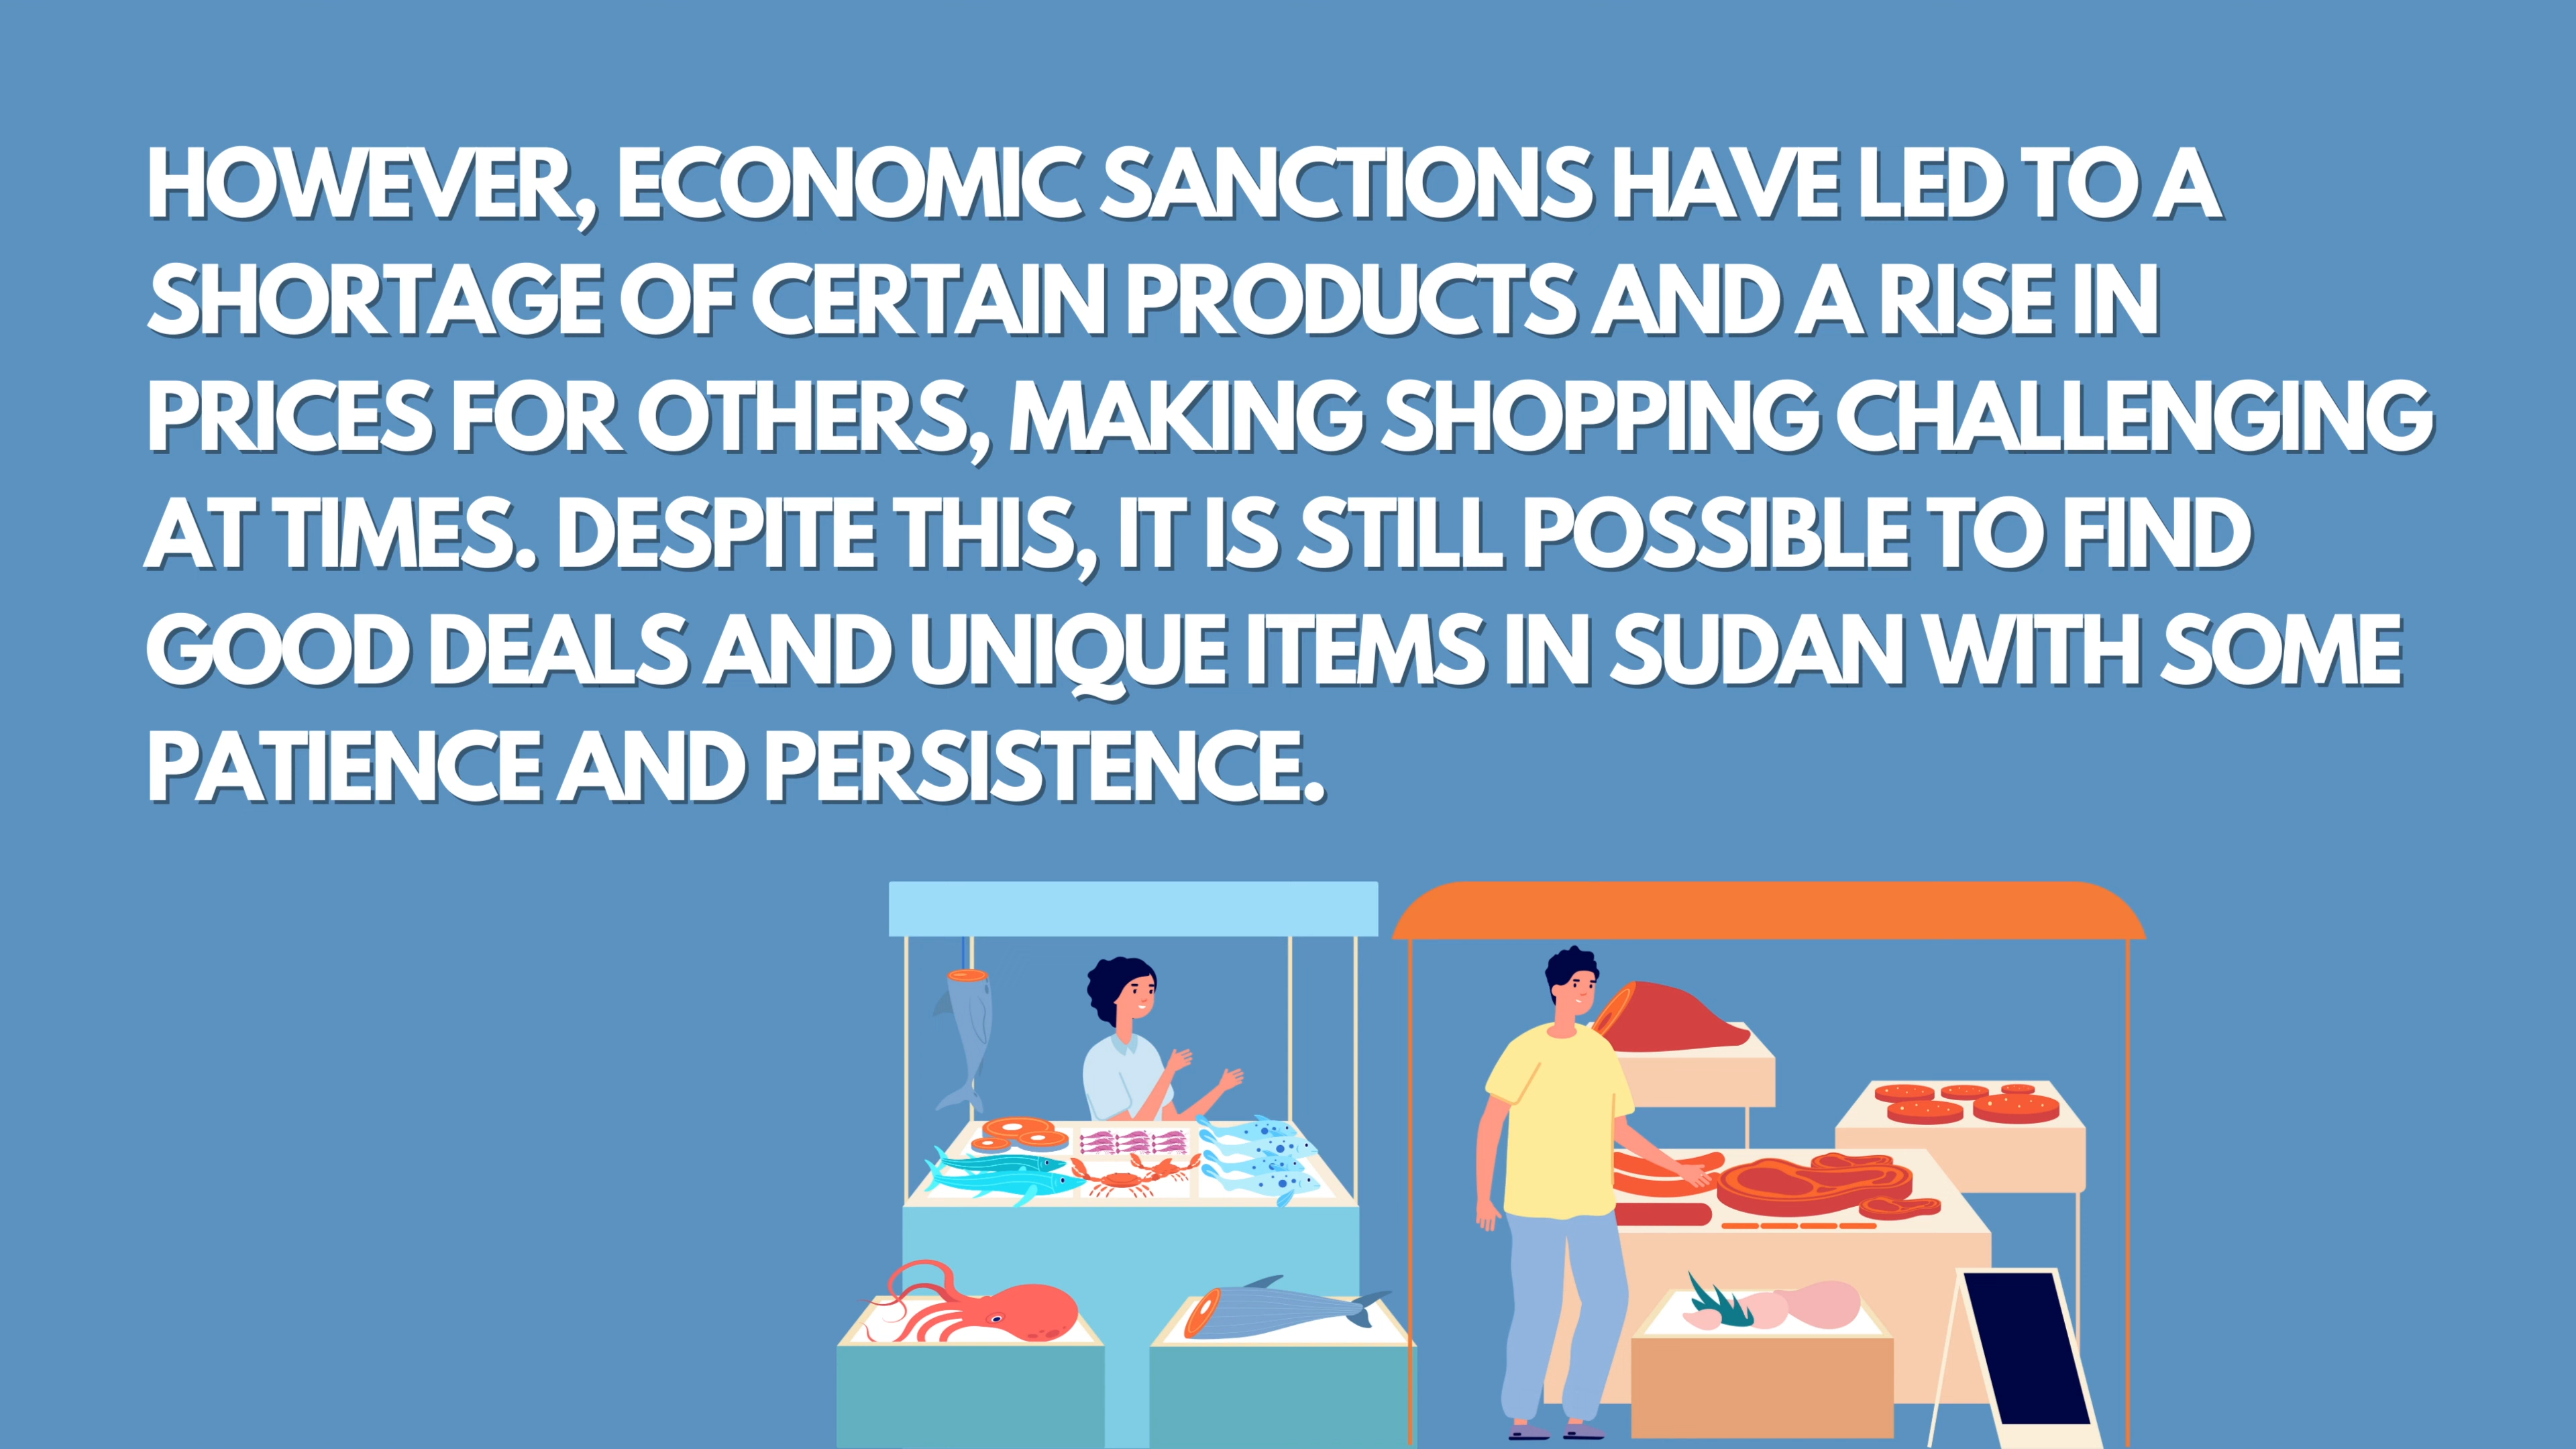 HOWEVER, ECONOMIC SANCTIONS HAVE LED TO A
SHORTAGE OF CERTAIN PRODUCTS AND A RISE IN
PRICES FOR OTHERS, MAKING SHOPPING CHALLENGING
AT TIMES. DESPITE THIS, IT IS STILL POSSIBLE TO FIND
GOOD DEALS AND UNIQUE ITEMS IN SUDAN WITH SOME
PATIENCE AND PERSISTENCE.